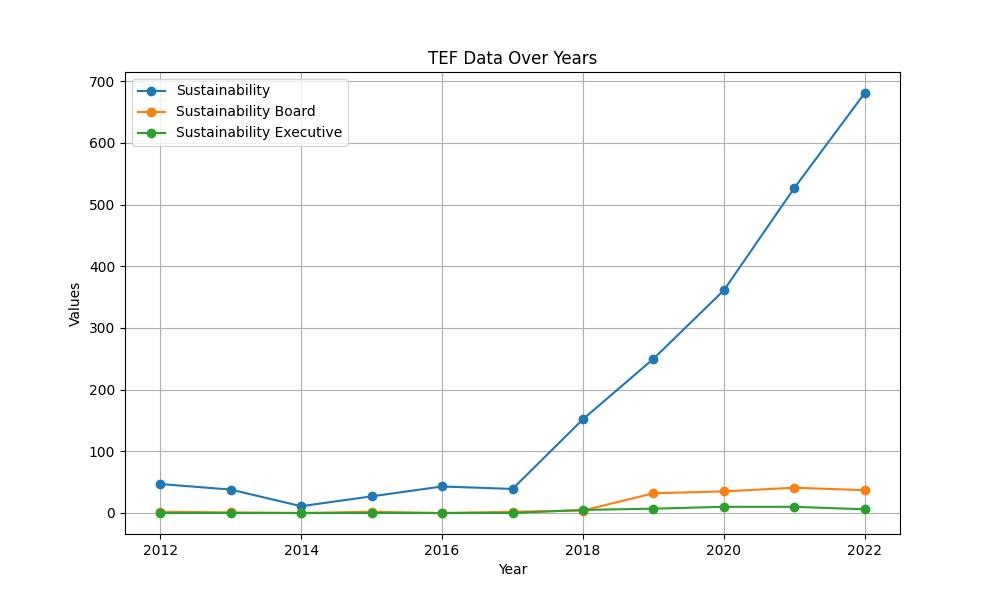 TEF Data Over Years
Sustainability
Sustainability Board
Sustainability Executive
700
600
500
400
300
200
100
0
Values
2012
2014
2016
2018
2020
2022
Year